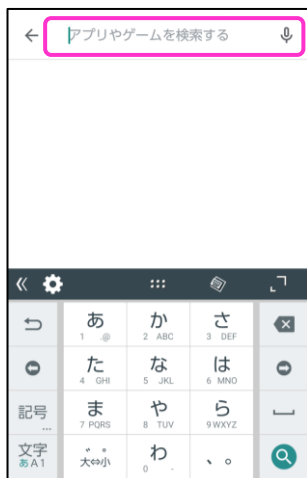 アプリやゲームを検索する
あ か さ
1 .@ 2 ABC 3 DEF
た な は
4 GHI 5 JKL 6 MNO
記号 ま や ら
... 7 PQRS 8 TUV 9 WXYZ
文字 大⇔小 わ 、。
あA1 0